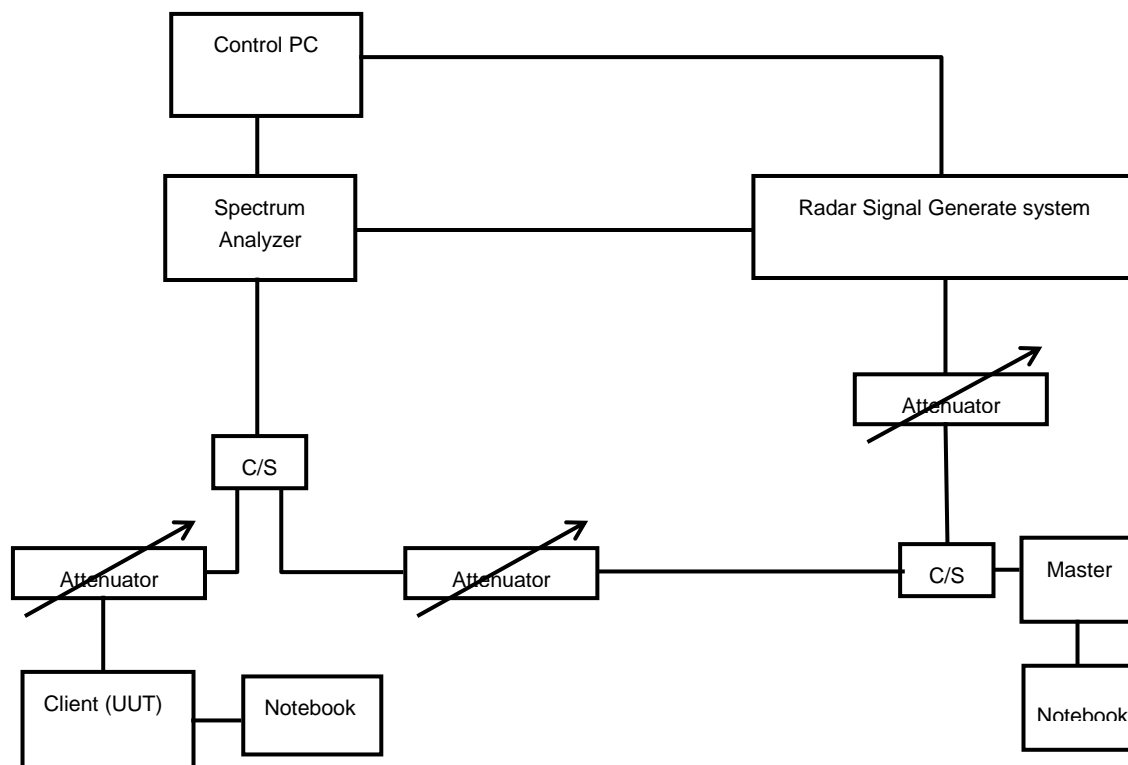 Control PC
Spectrum
Analyzer
Radar Signal Generate system
Attenuator
C/S
Attenuator
Attenuator
C/S
Master
Client (UUT)
Notebook
Notebook